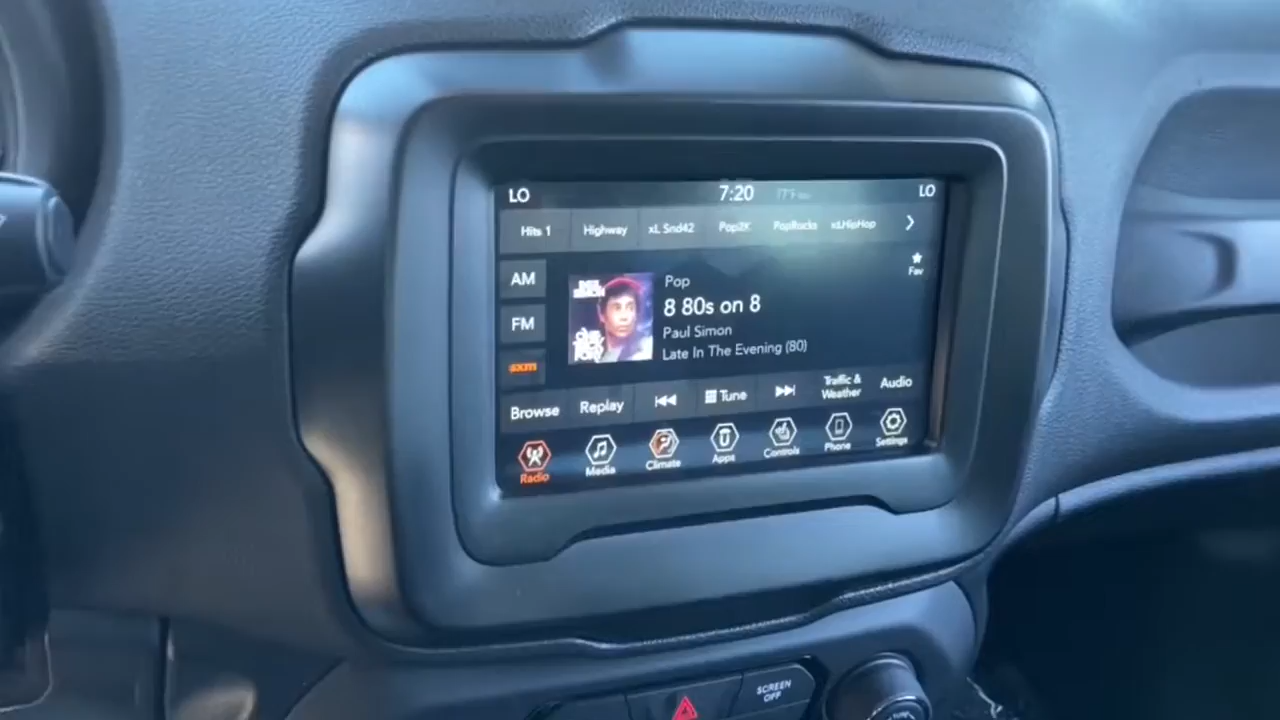 LO 7:20 77°F LO
Hits 1 Highway xL Snd42 Pop2K PopRocks xLHipHop
AM
FM
sxm
Fav
Pop
8 80s on 8
Paul Simon
Late In The Evening (80)
Browse Replay Tune Traffic & Weather Audio
Radio Media Climate Apps Controls Phone Settings
SCREEN
OFF